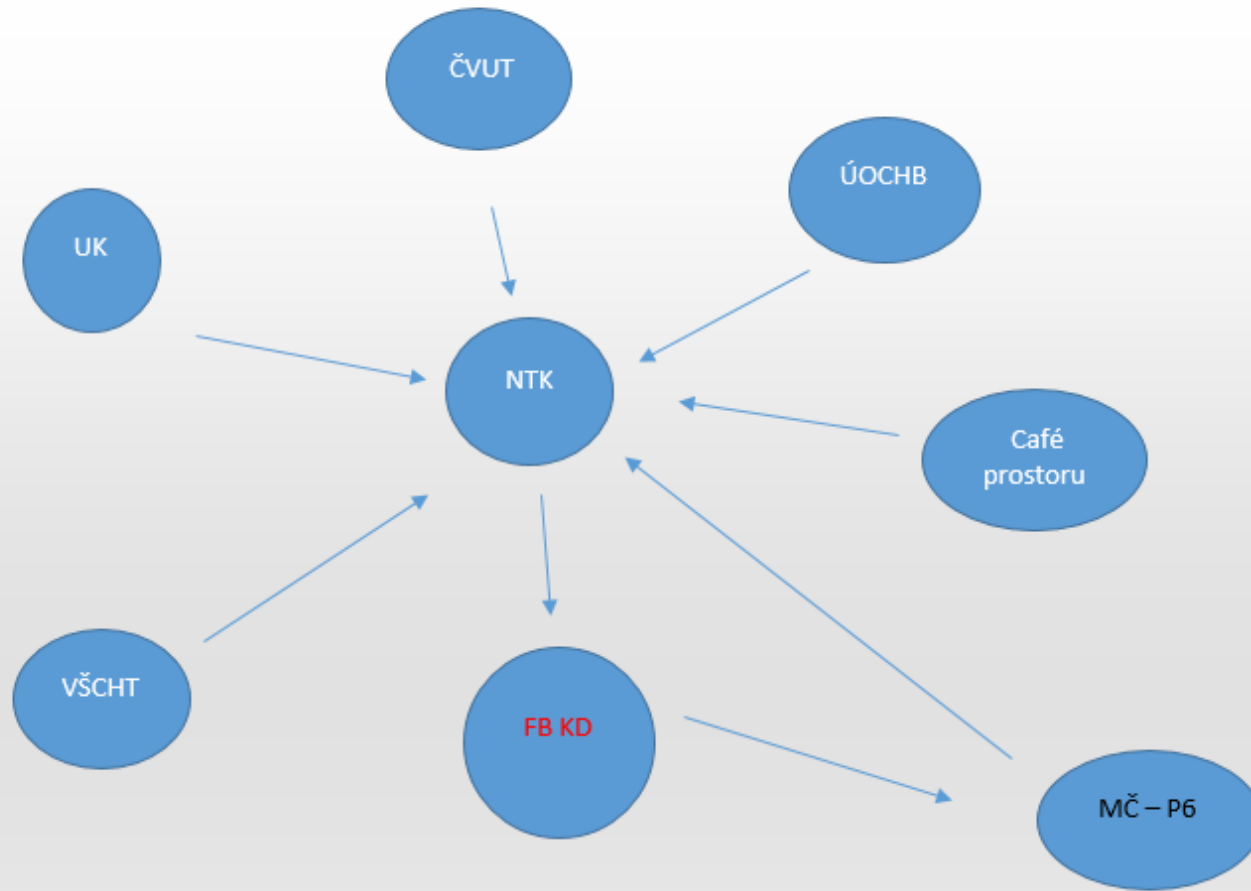 ČVUT
ÚOCHB
UK
NTK
Café
prostoru
VŠCHT
FB KD
MČ – P6